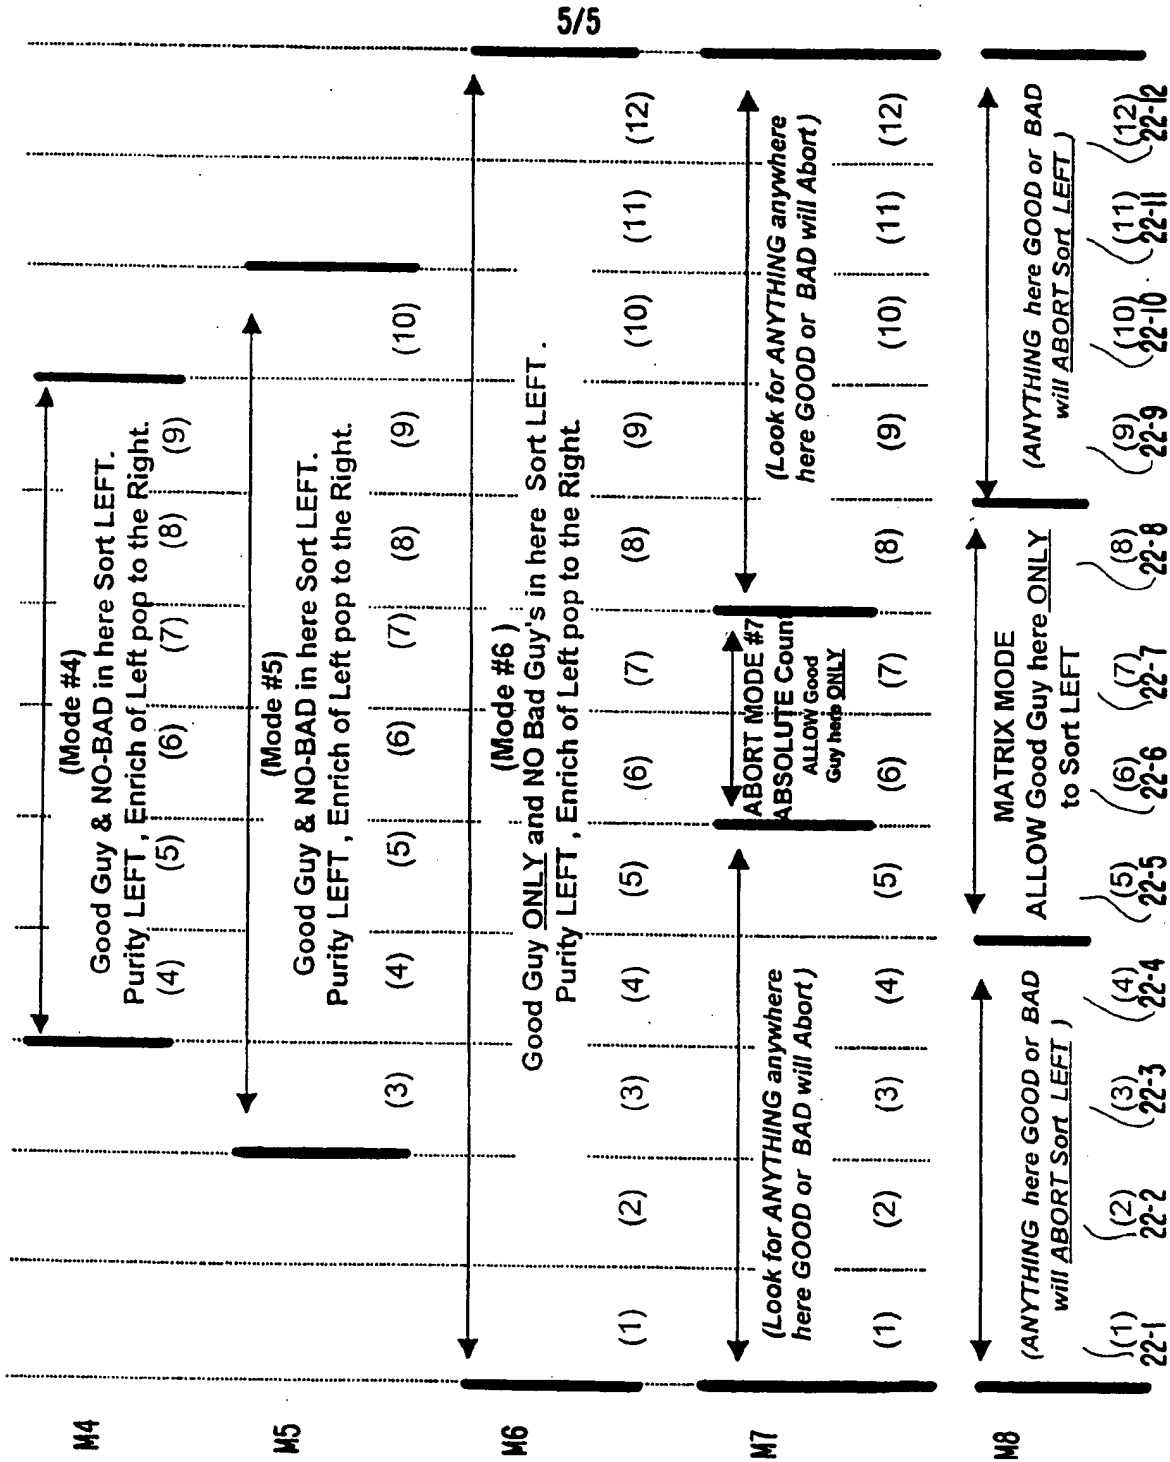 5/5
M4
(Mode #4)
Good Guy & NO-BAD in here Sort LEFT.
Purity LEFT , Enrich of Left pop to the Right.
(4) (5) (6) (7) (8) (9)
M5
(Mode #5)
Good Guy & NO-BAD in here Sort LEFT.
Purity LEFT , Enrich of Left pop to the Right.
(3) (4) (5) (6) (7) (8) (9) (10)
M6
(Mode #6 )
Good Guy ONLY and NO Bad Guy's in here Sort LEFT .
Purity LEFT , Enrich of Left pop to the Right.
(1) (2) (3) (4) (5) (6) (7) (8) (9) (10) (11) (12)
M7
(Look for ANYTHING anywhere
here GOOD or BAD will Abort)
ABORT MODE #7
ABSOLUTE Count
ALLOW Good
Guy here ONLY
(Look for ANYTHING anywhere
here GOOD or BAD will Abort)
(1) (2) (3) (4) (5) (6) (7) (8) (9) (10) (11) (12)
M8
(ANYTHING here GOOD or BAD
will ABORT Sort LEFT )
MATRIX MODE
ALLOW Good Guy here ONLY
to Sort LEFT
(ANYTHING here GOOD or BAD
will ABORT Sort LEFT )
(1) (2) (3) (4) (5) (6) (7) (8) (9) (10) (11) (12)
22-1 22-2 22-3 22-4 22-5 22-6 22-7 22-8 22-9 22-10 22-11 22-12